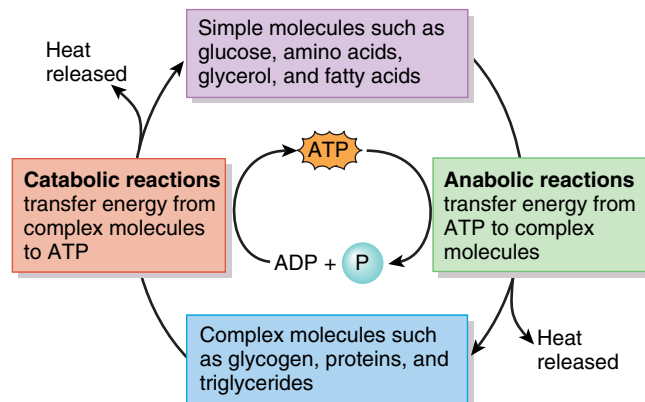 Simple molecules such as
glucose, amino acids,
glycerol, and fatty acids
Heat
released
ATP
Catabolic reactions
transfer energy from
complex molecules
to ATP
Anabolic reactions
transfer energy from
ATP to complex
molecules
ADP + P
Complex molecules such
as glycogen, proteins, and
triglycerides
Heat
released